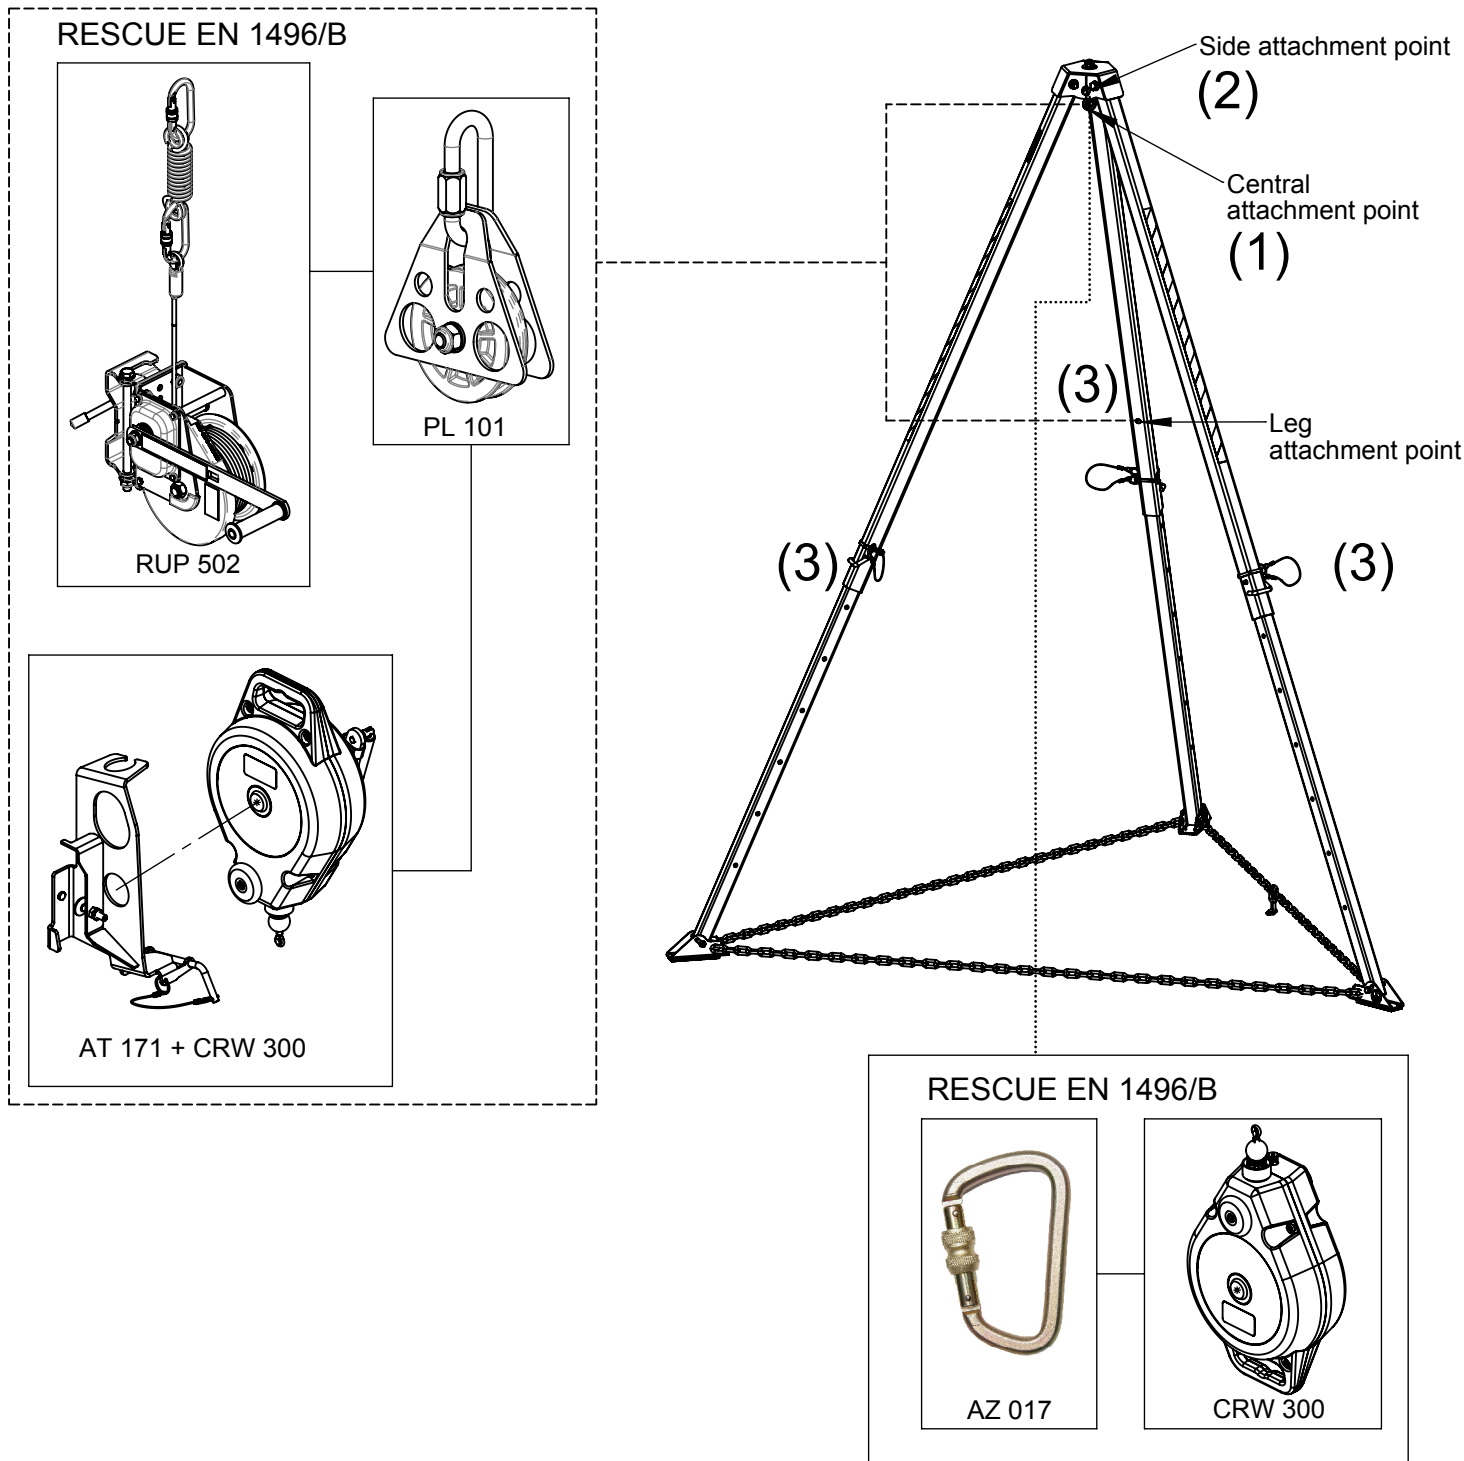 RESCUE EN 1496/B
RUP 502
PL 101
AT 171 + CRW 300
Side attachment point
(2)
Central
attachment point
(1)
(3)
Leg
attachment point
(3)
(3)
RESCUE EN 1496/B
AZ 017
CRW 300